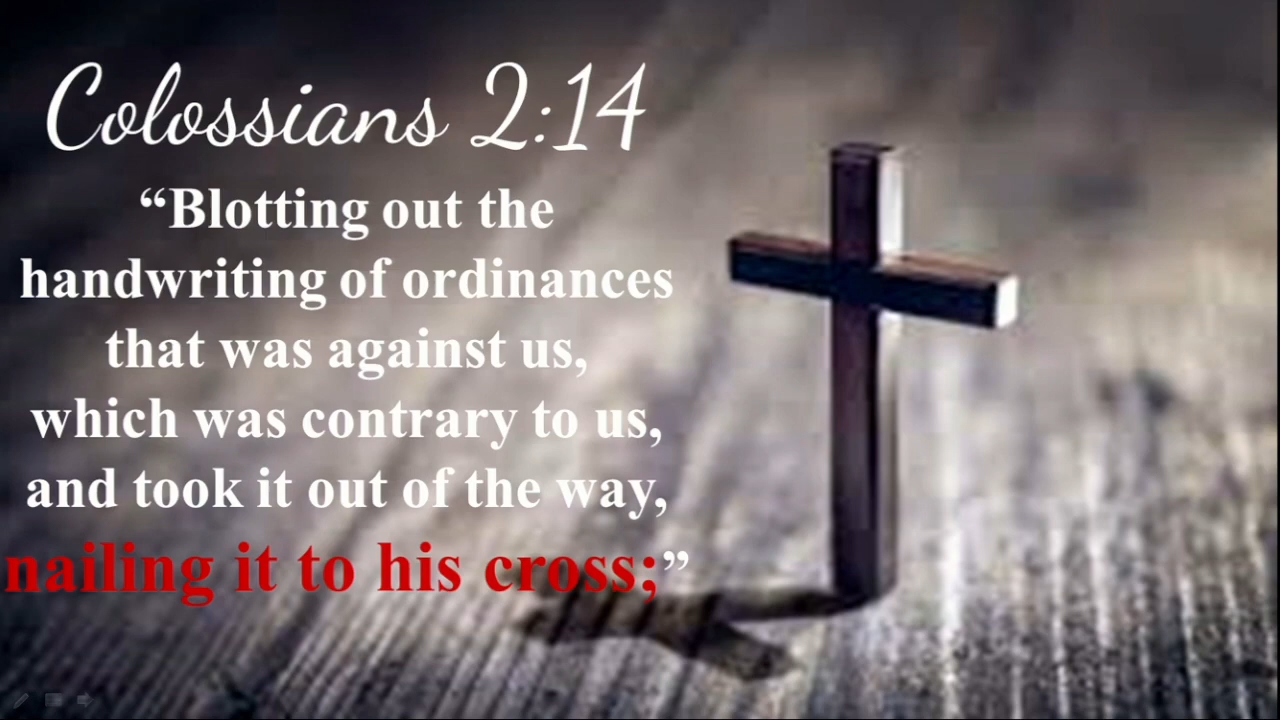 Colossians 2:14
“Blotting out the
handwriting of ordinances
that was against us,
which was contrary to us,
and took it out of the way,
nailing it to his cross;”